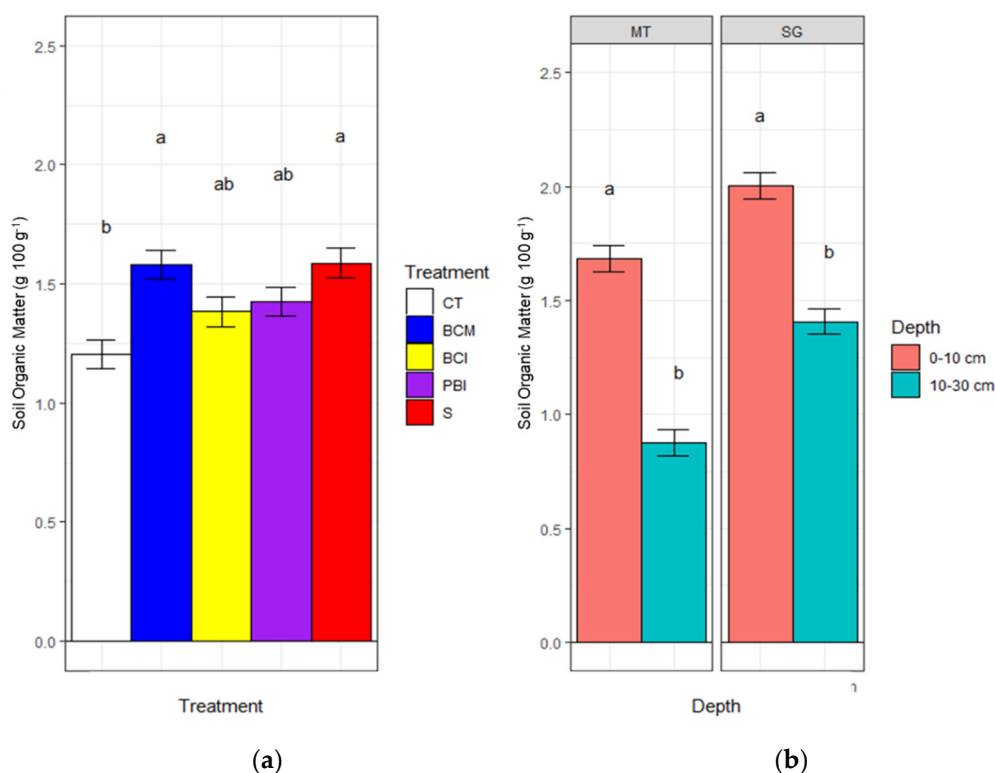 2.5
2.0
1.5
1.0
0.5
0.0
Soil Organic Matter (g 100 g⁻¹)
b
a
ab
ab
a
Treatment
Treatment
CT
BCM
BCI
PBI
S
(a)
MT
SG
2.5
2.0
1.5
1.0
0.5
0.0
Soil Organic Matter (g 100 g⁻¹)
a
b
a
b
Depth
Depth
0-10 cm
10-30 cm
(b)